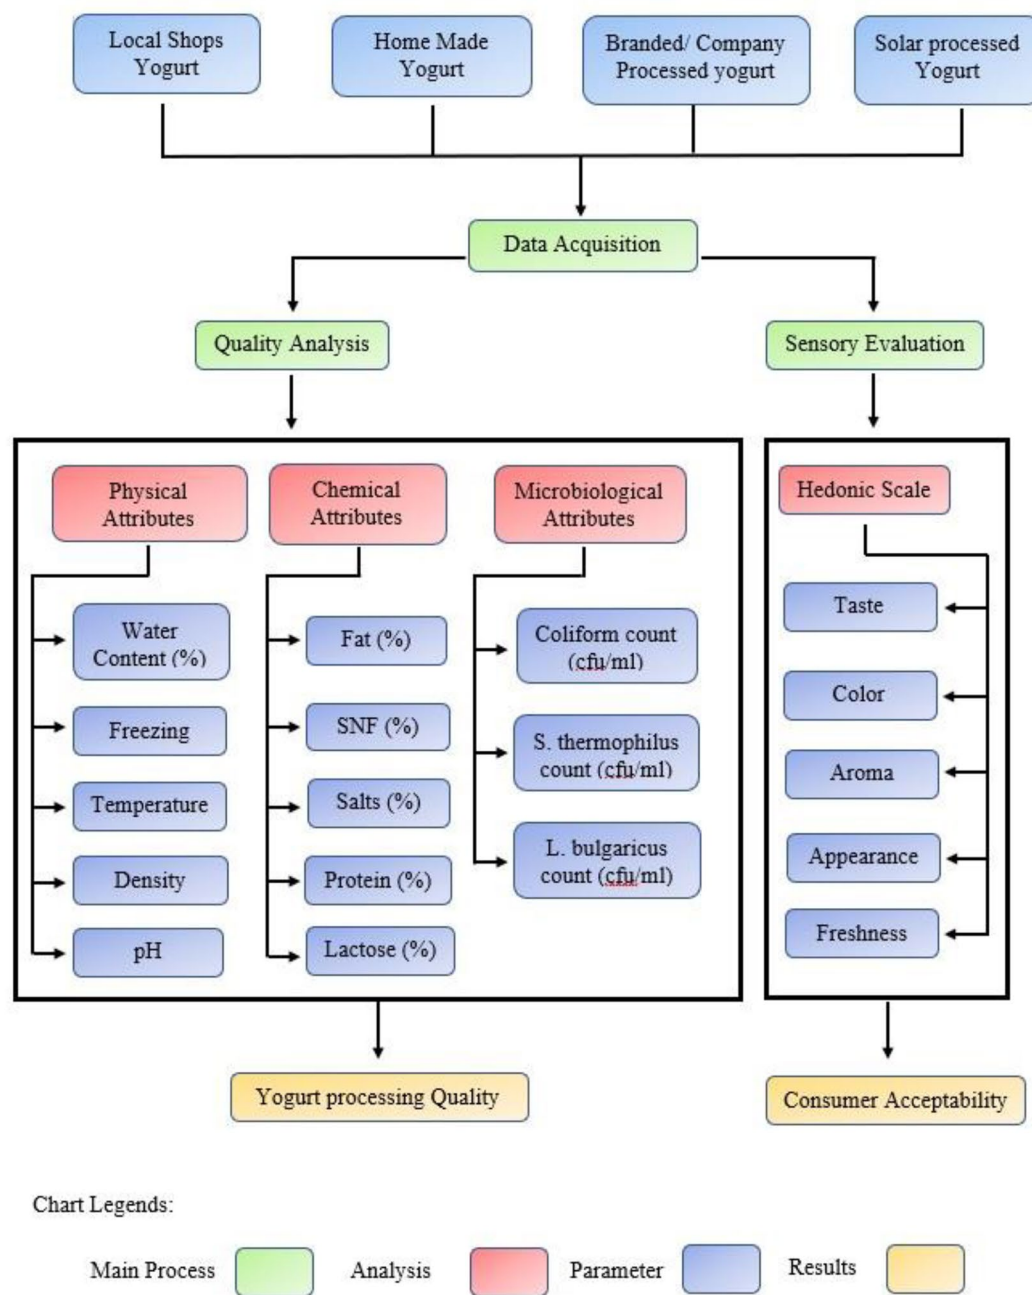 Local Shops
Yogurt
Home Made
Yogurt
Branded/ Company
Processed yogurt
Solar processed
Yogurt
Data Acquisition
Quality Analysis
Sensory Evaluation
Physical
Attributes
Water
Content (%)
Freezing
Temperature
Density
pH
Chemical
Attributes
Fat (%)
SNF (%)
Salts (%)
Protein (%)
Lactose (%)
Microbiological
Attributes
Coliform count
(cfu/ml)
S. thermophilus
count (cfu/ml)
L. bulgaricus
count (cfu/ml)
Hedonic Scale
Taste
Color
Aroma
Appearance
Freshness
Yogurt processing Quality
Consumer Acceptability
Chart Legends:
Main Process
Analysis
Parameter
Results